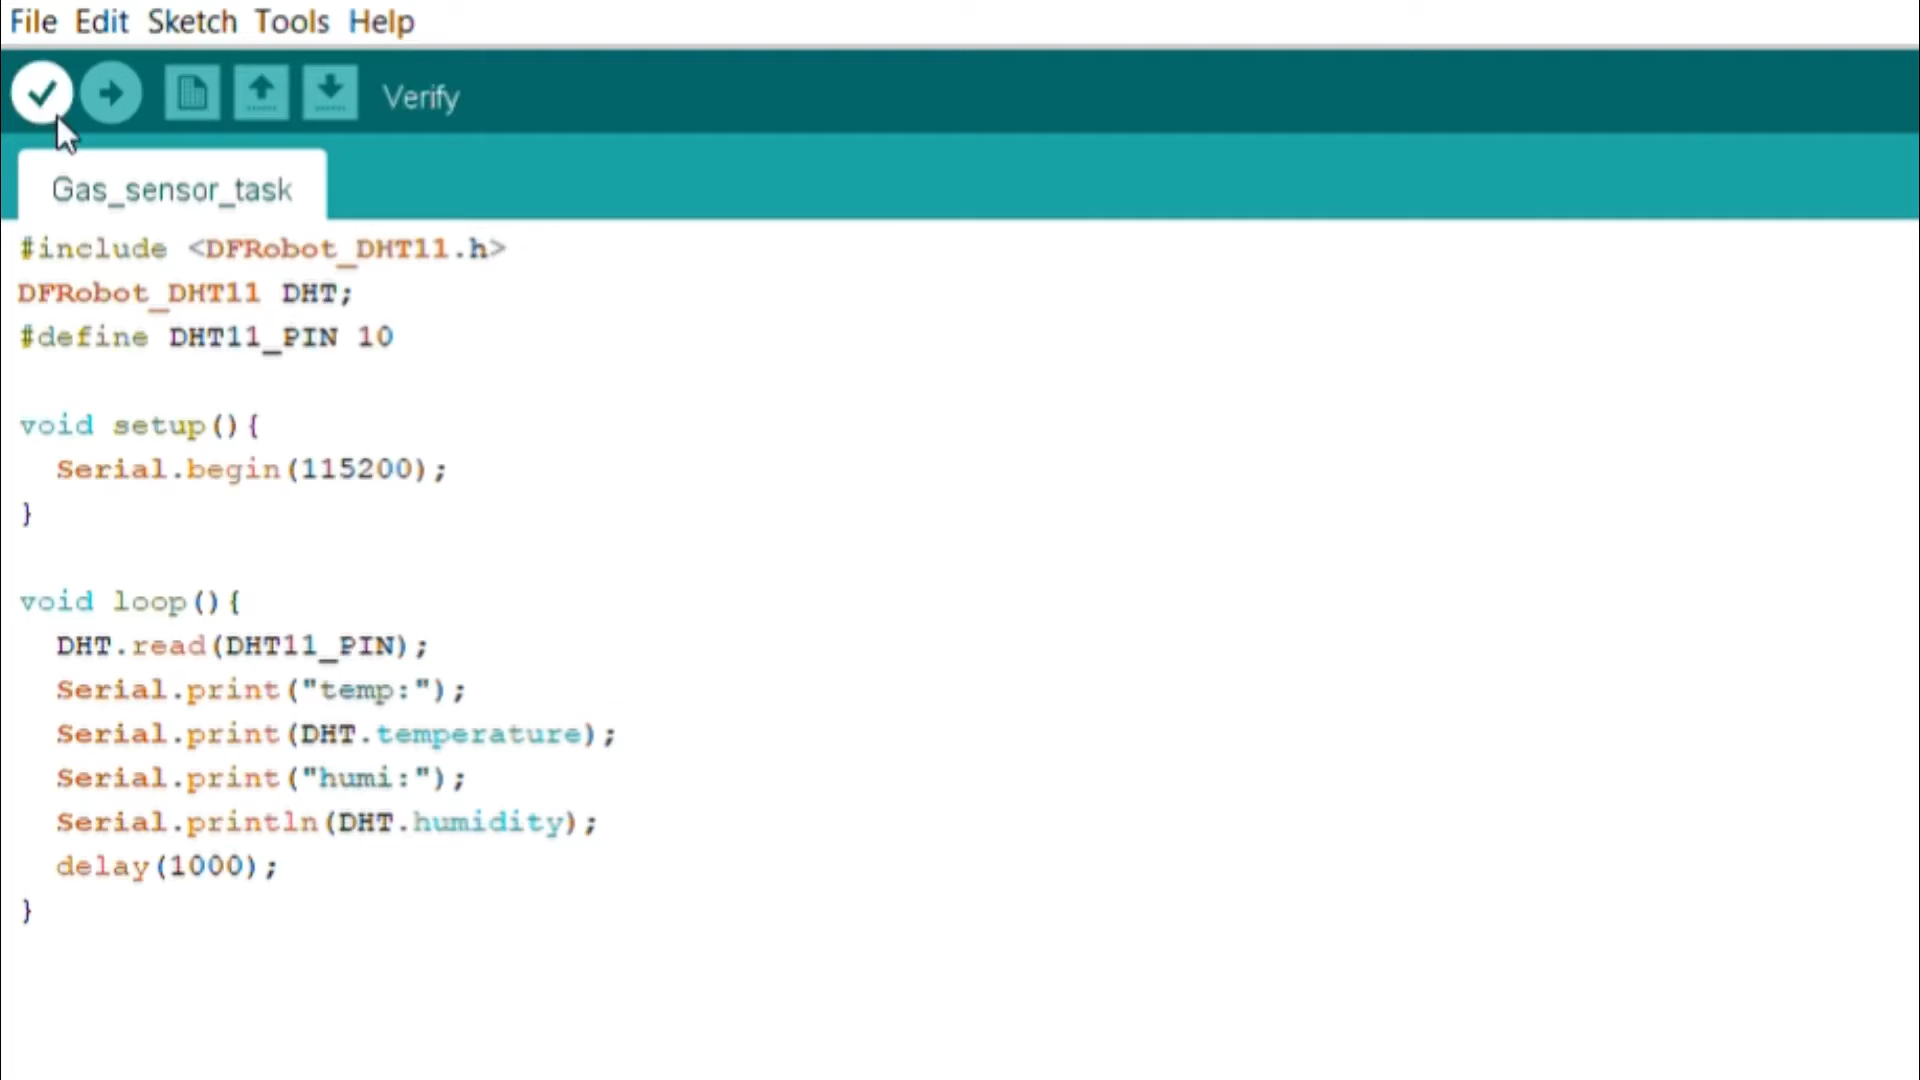 File Edit Sketch Tools Help
Verify
Gas_sensor_task
#include <DFRobot_DHT11.h>
DFRobot_DHT11 DHT;
#define DHT11_PIN 10
void setup(){
Serial.begin(115200);
}
void loop(){
DHT.read(DHT11_PIN);
Serial.print("temp:");
Serial.print(DHT.temperature);
Serial.print("humi:");
Serial.println(DHT.humidity);
delay(1000);
}